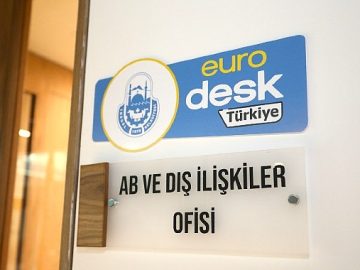 euro
desk
Türkiye
AB VE DIŞ İLİŞKİLER
OFİSİ